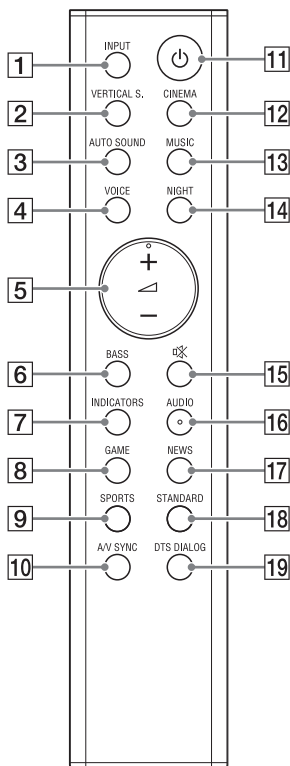 INPUT
1
11
VERTICAL S. CINEMA
2
12
AUTO SOUND MUSIC
3
13
VOICE NIGHT
4
14
+
5
–
BASS
6
15
INDICATORS AUDIO
7
16
GAME NEWS
8
17
SPORTS STANDARD
9
18
A/V SYNC DTS DIALOG
10
19